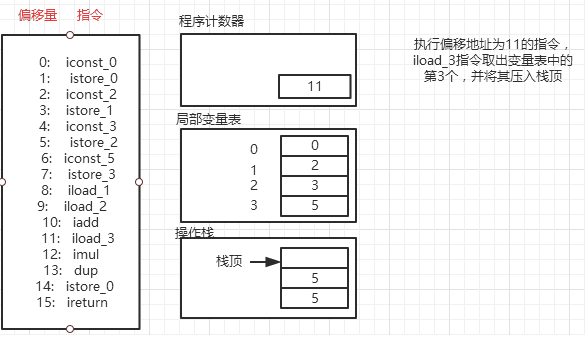 偏移量 指令
0: iconst_0
1: istore_0
2: iconst_2
3: istore_1
4: iconst_3
5: istore_2
6: iconst_5
7: istore_3
8: iload_1
9: iload_2
10: iadd
11: iload_3
12: imul
13: dup
14: istore_0
15: ireturn
程序计数器
11
局部变量表
0 0
1 2
2 3
3 5
操作栈
栈顶
5
5
执行偏移地址为11的指令，
iload_3指令取出变量表中的
第3个，并将其压入栈顶